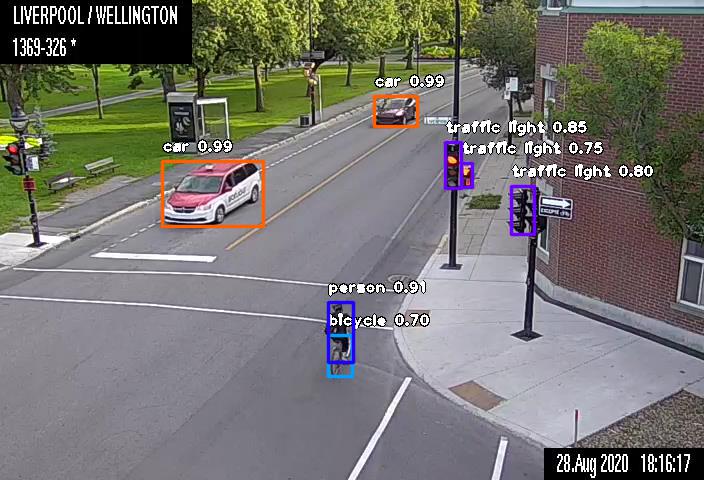 LIVERPOOL / WELLINGTON
1369-326 *
car 0.99
car 0.99
traffic light 0.85
traffic light 0.75
traffic light 0.80
person 0.91
bicycle 0.70
28.Aug 2020 18:16:17